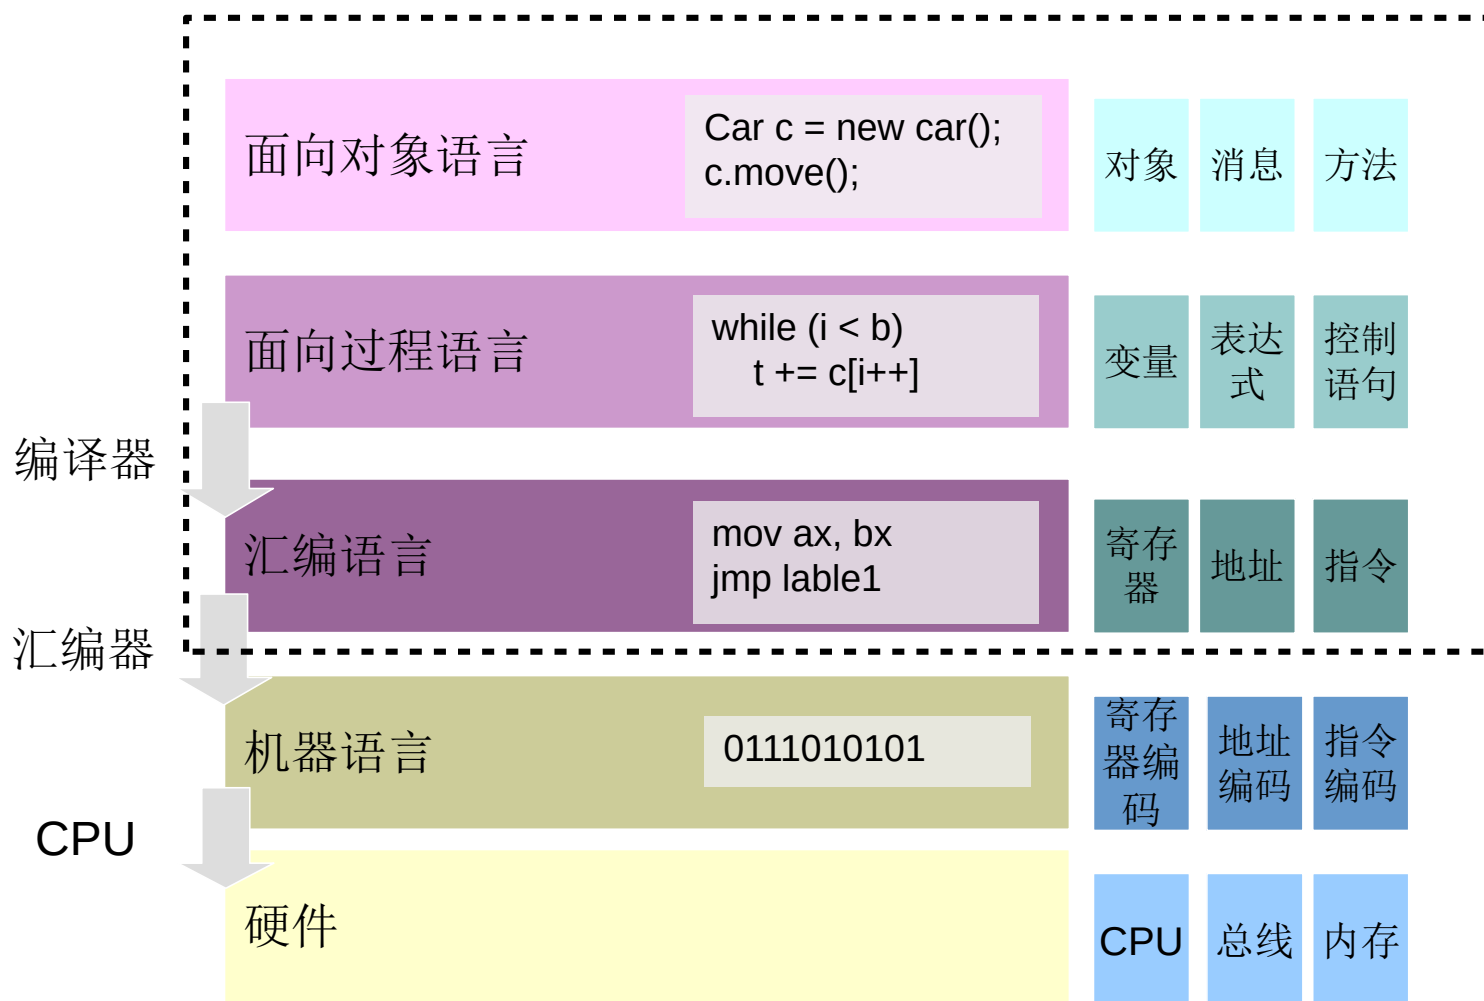 面向对象语言
Car c = new car();
c.move();
对象
消息
方法
面向过程语言
while (i < b)
t += c[i++]
变量
表达
式
控制
语句
编译器
汇编语言
mov ax, bx
jmp lable1
寄存
器
地址
指令
汇编器
机器语言
0111010101
寄存
器编
码
地址
编码
指令
编码
CPU
硬件
CPU
总线
内存